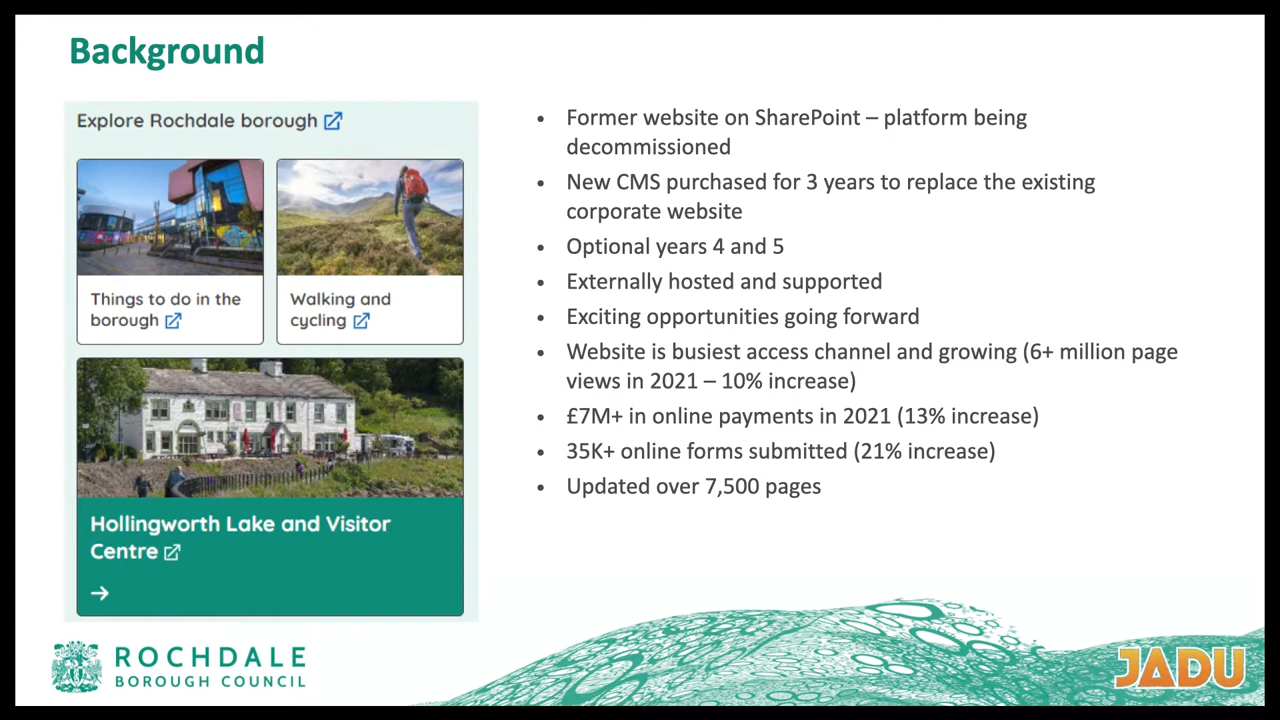 Background
Explore Rochdale borough
Things to do in the
borough
Walking and
cycling
Hollingworth Lake and Visitor
Centre
• Former website on SharePoint – platform being
decommissioned
• New CMS purchased for 3 years to replace the existing
corporate website
• Optional years 4 and 5
• Externally hosted and supported
• Exciting opportunities going forward
• Website is busiest access channel and growing (6+ million page
views in 2021 – 10% increase)
• £7M+ in online payments in 2021 (13% increase)
• 35K+ online forms submitted (21% increase)
• Updated over 7,500 pages
ROCHDALE
BOROUGH COUNCIL
JADU